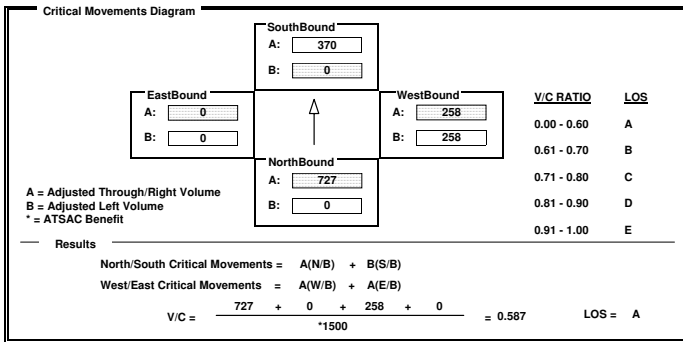 Critical Movements Diagram
SouthBound
A: 370
B: 0
EastBound
A: 0
B: 0
WestBound
A: 258
B: 258
NorthBound
A: 727
B: 0
V/C RATIO LOS
0.00 - 0.60 A
0.61 - 0.70 B
0.71 - 0.80 C
0.81 - 0.90 D
0.91 - 1.00 E
A = Adjusted Through/Right Volume
B = Adjusted Left Volume
* = ATSAC Benefit
Results
North/South Critical Movements = A(N/B) + B(S/B)
West/East Critical Movements = A(W/B) + A(E/B)
V/C = 727 + 0 + 258 + 0 = 0.587 LOS = A
*1500